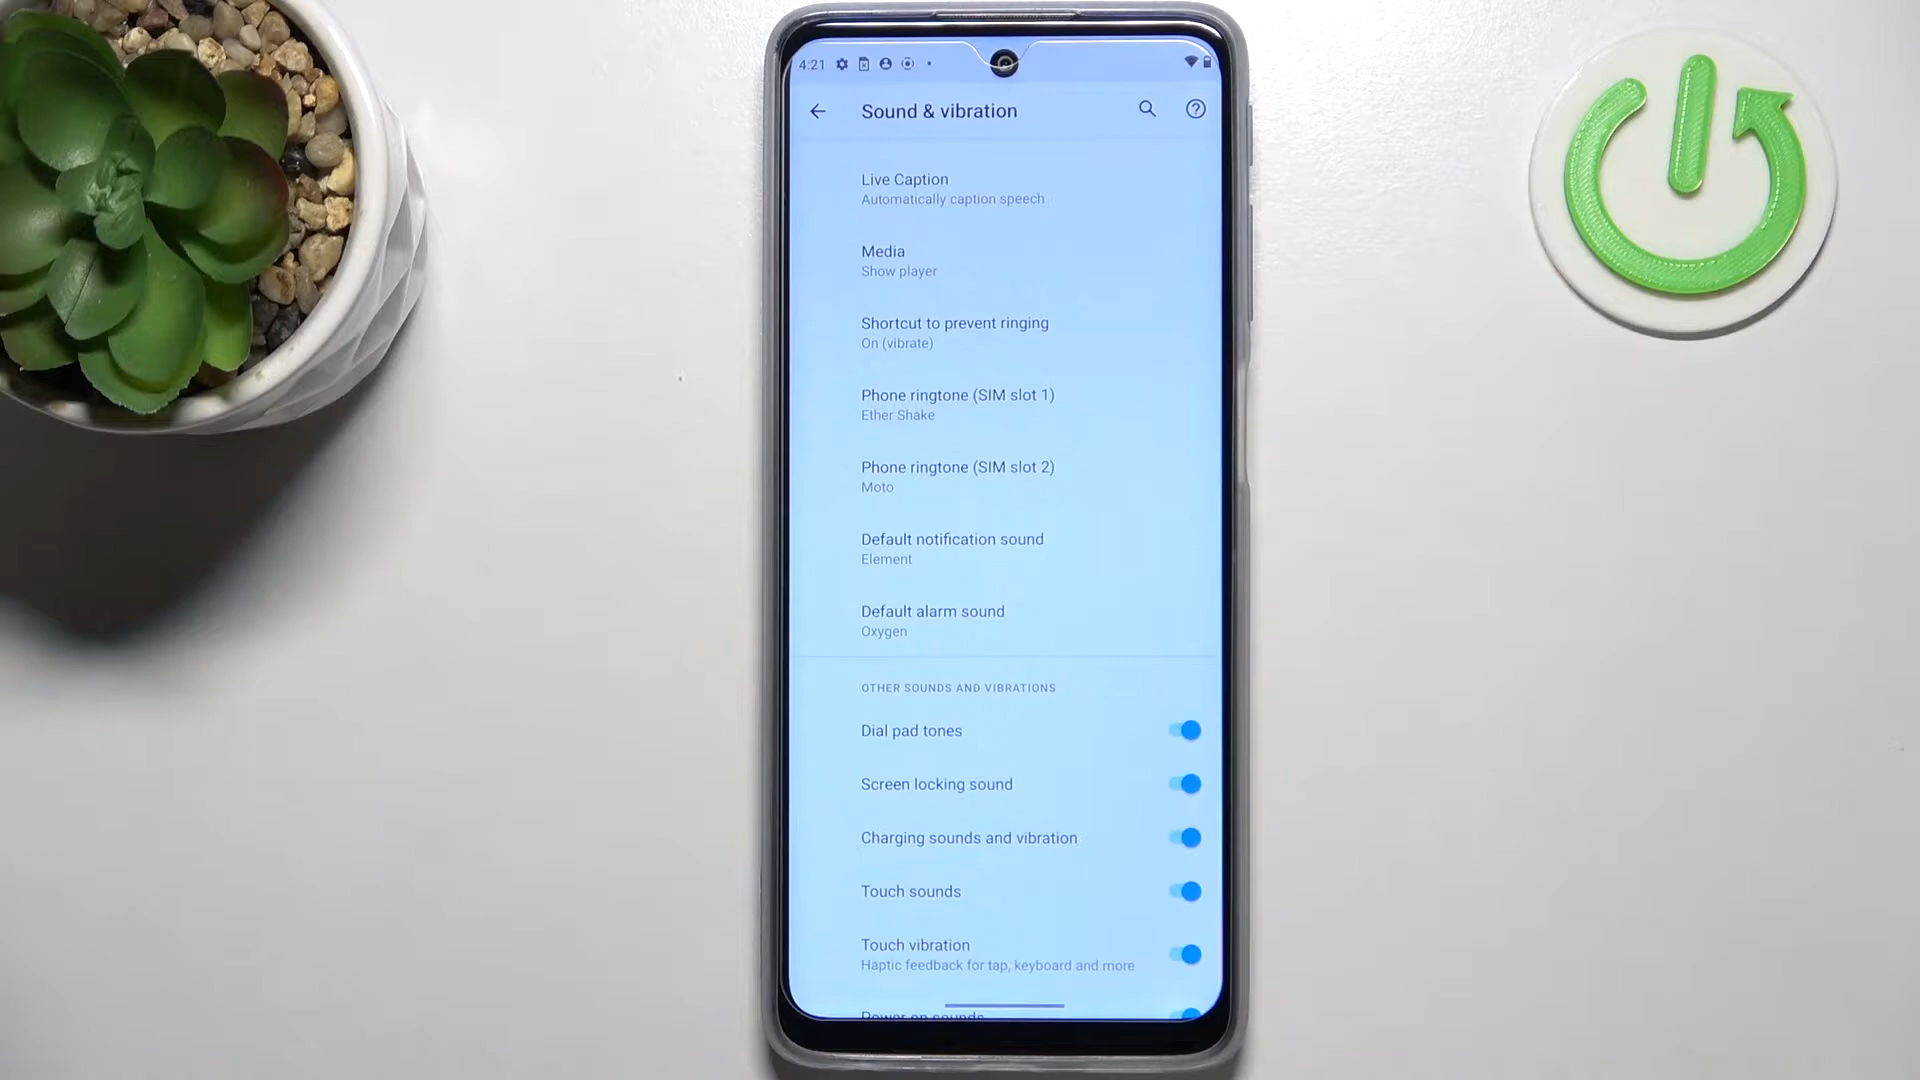 4:21
Sound & vibration
Live Caption
Automatically caption speech
Media
Show player
Shortcut to prevent ringing
On (vibrate)
Phone ringtone (SIM slot 1)
Ether Shake
Phone ringtone (SIM slot 2)
Moto
Default notification sound
Element
Default alarm sound
Oxygen
OTHER SOUNDS AND VIBRATIONS
Dial pad tones
Screen locking sound
Charging sounds and vibration
Touch sounds
Touch vibration
Haptic feedback for tap, keyboard and more
Power on sounds